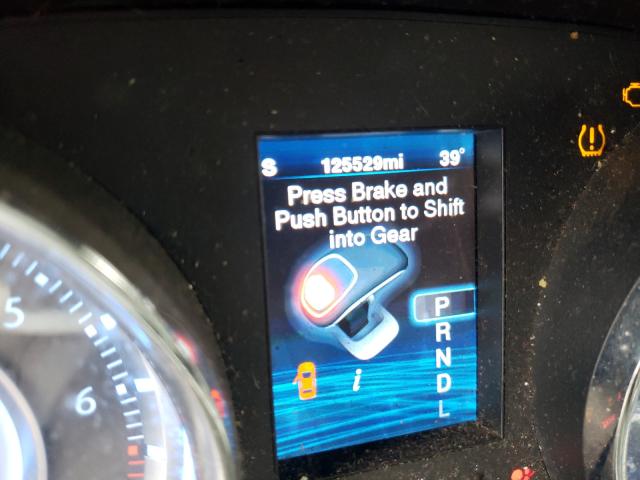 S 125529mi 39°
Press Brake and
Push Button to Shift
into Gear
P
R
N
D
L
i
5
6